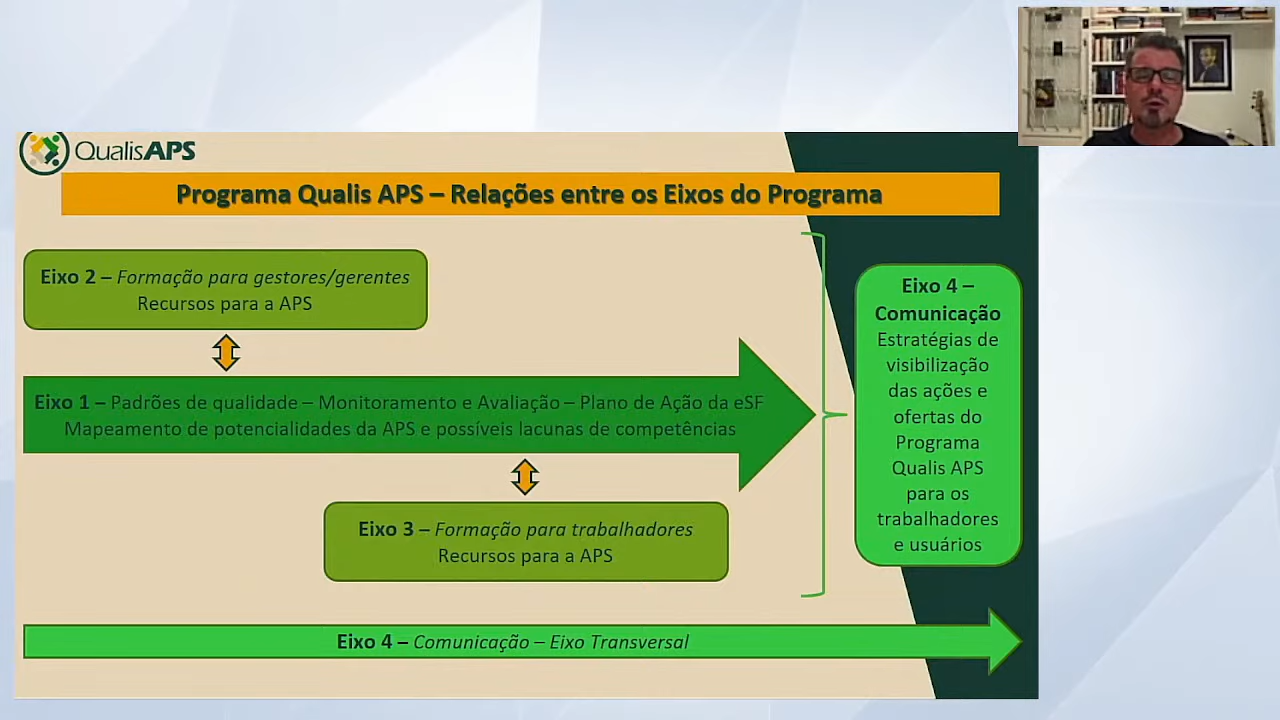 QualisAPS
Programa Qualis APS – Relações entre os Eixos do Programa
Eixo 2 – Formação para gestores/gerentes
Recursos para a APS
Eixo 1 – Padrões de qualidade – Monitoramento e Avaliação – Plano de Ação da eSF
Mapeamento de potencialidades da APS e possíveis lacunas de competências
Eixo 3 – Formação para trabalhadores
Recursos para a APS
Eixo 4 –
Comunicação
Estratégias de
visibilização
das ações e
ofertas do
Programa
Qualis APS
para os
trabalhadores
e usuários
Eixo 4 – Comunicação – Eixo Transversal